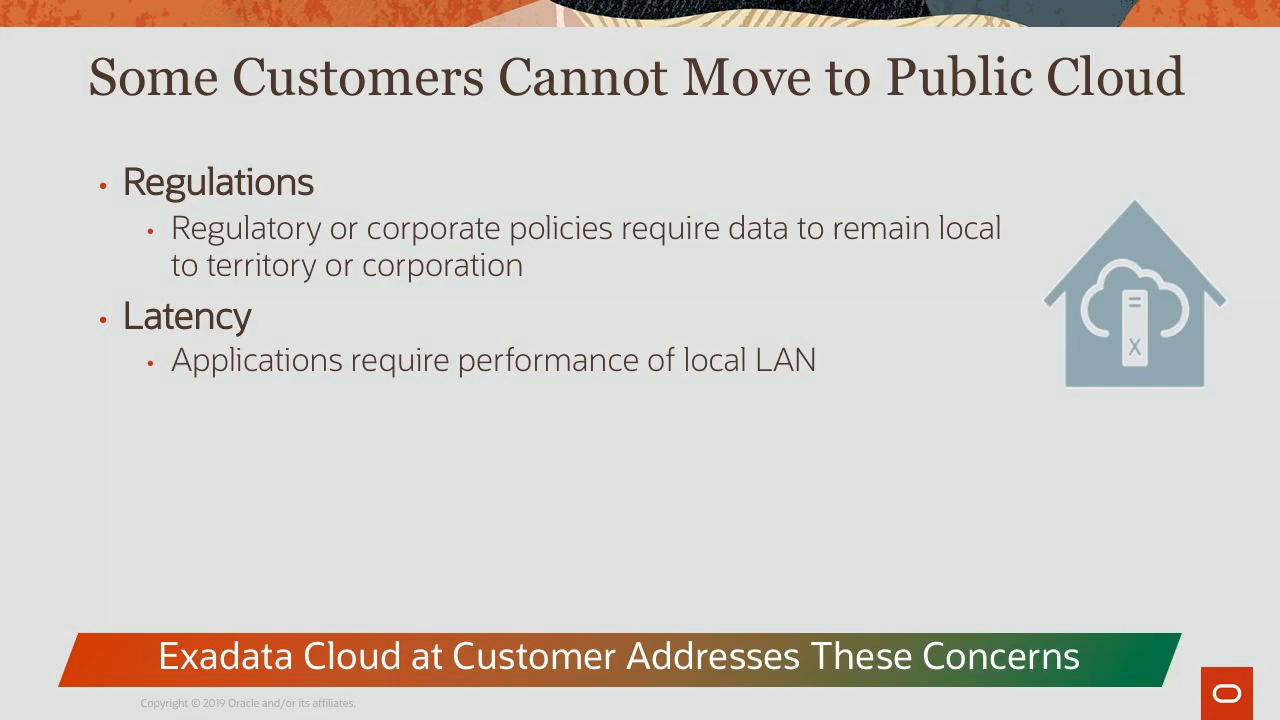 Some Customers Cannot Move to Public Cloud
• Regulations
• Regulatory or corporate policies require data to remain local
to territory or corporation
• Latency
• Applications require performance of local LAN
X
Exadata Cloud at Customer Addresses These Concerns
Copyright © 2019 Oracle and/or its affiliates.